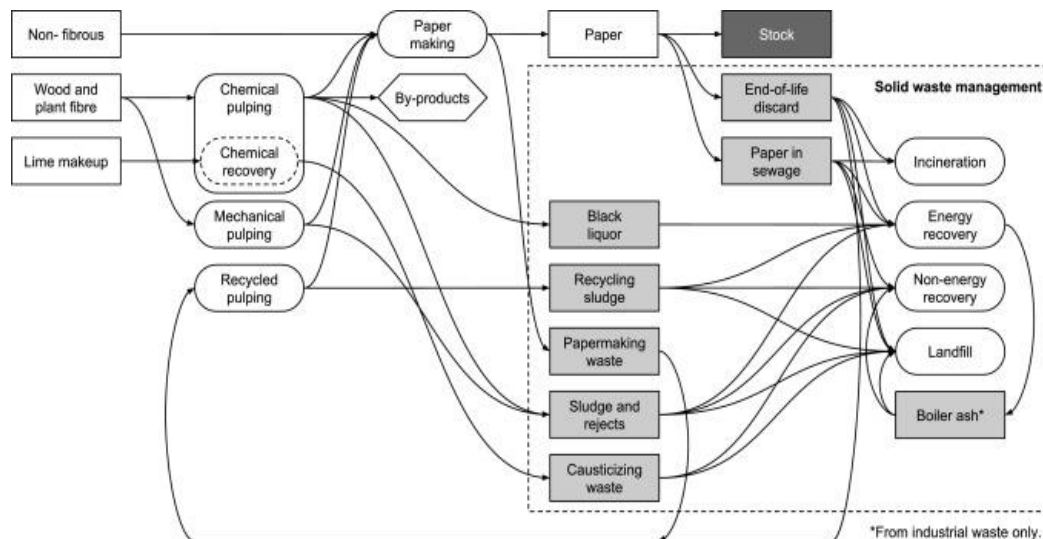 Non- fibrous
Paper
making
Paper
Stock
Wood and
plant fibre
Chemical
pulping
By-products
Solid waste management
End-of-life
discard
Lime makeup
Chemical
recovery
Paper in
sewage
Incineration
Mechanical
pulping
Black
liquor
Energy
recovery
Recycled
pulping
Recycling
sludge
Non-energy
recovery
Papermaking
waste
Landfill
Sludge and
rejects
Boiler ash*
Causticizing
waste
*From industrial waste only.